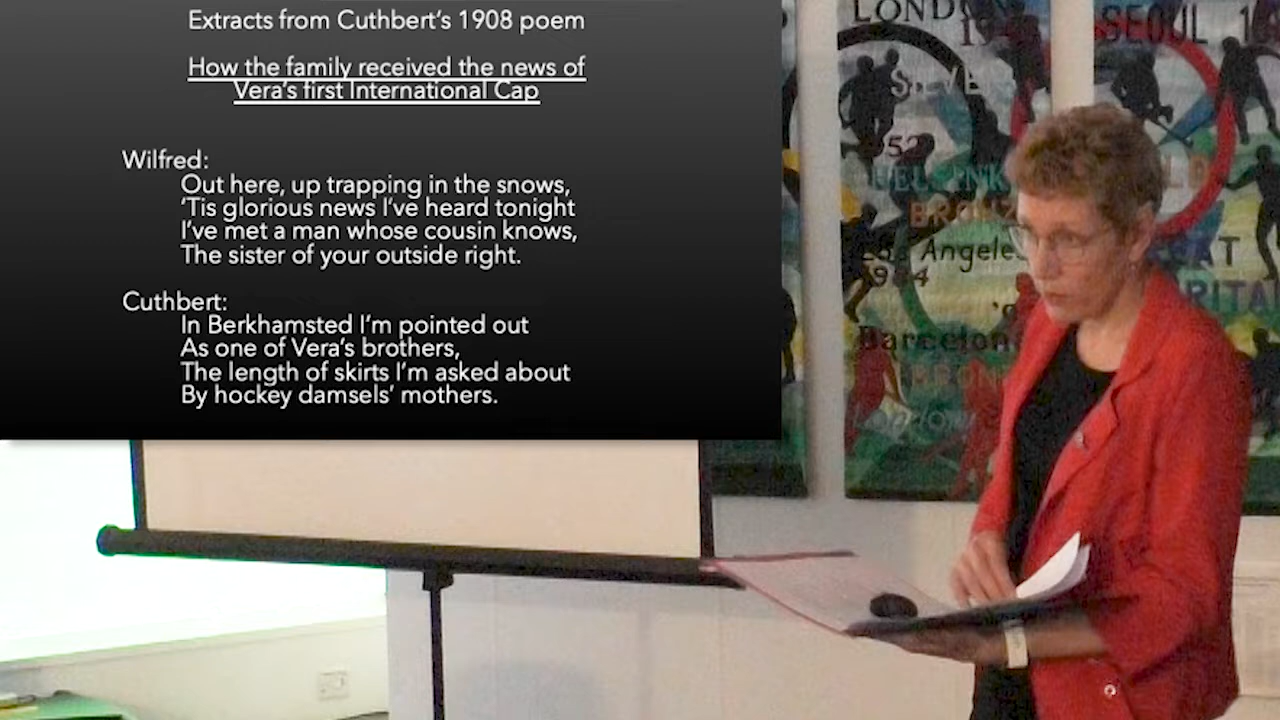 Extracts from Cuthbert's 1908 poem
How the family received the news of
Vera's first International Cap
Wilfred:
Out here, up trapping in the snows,
'Tis glorious news I've heard tonight
I've met a man whose cousin knows,
The sister of your outside right.
Cuthbert:
In Berkhamsted I'm pointed out
As one of Vera's brothers,
The length of skirts I'm asked about
By hockey damsels' mothers.
LONDON
SEOUL
SILVER
Los Angeles
1984
Barcelona